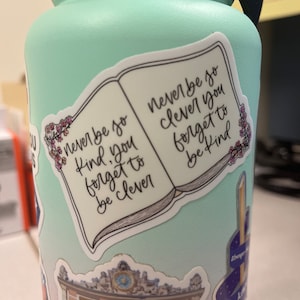 never be so
kind, you
forget to
be clever
never be so
clever you
forget to
be kind